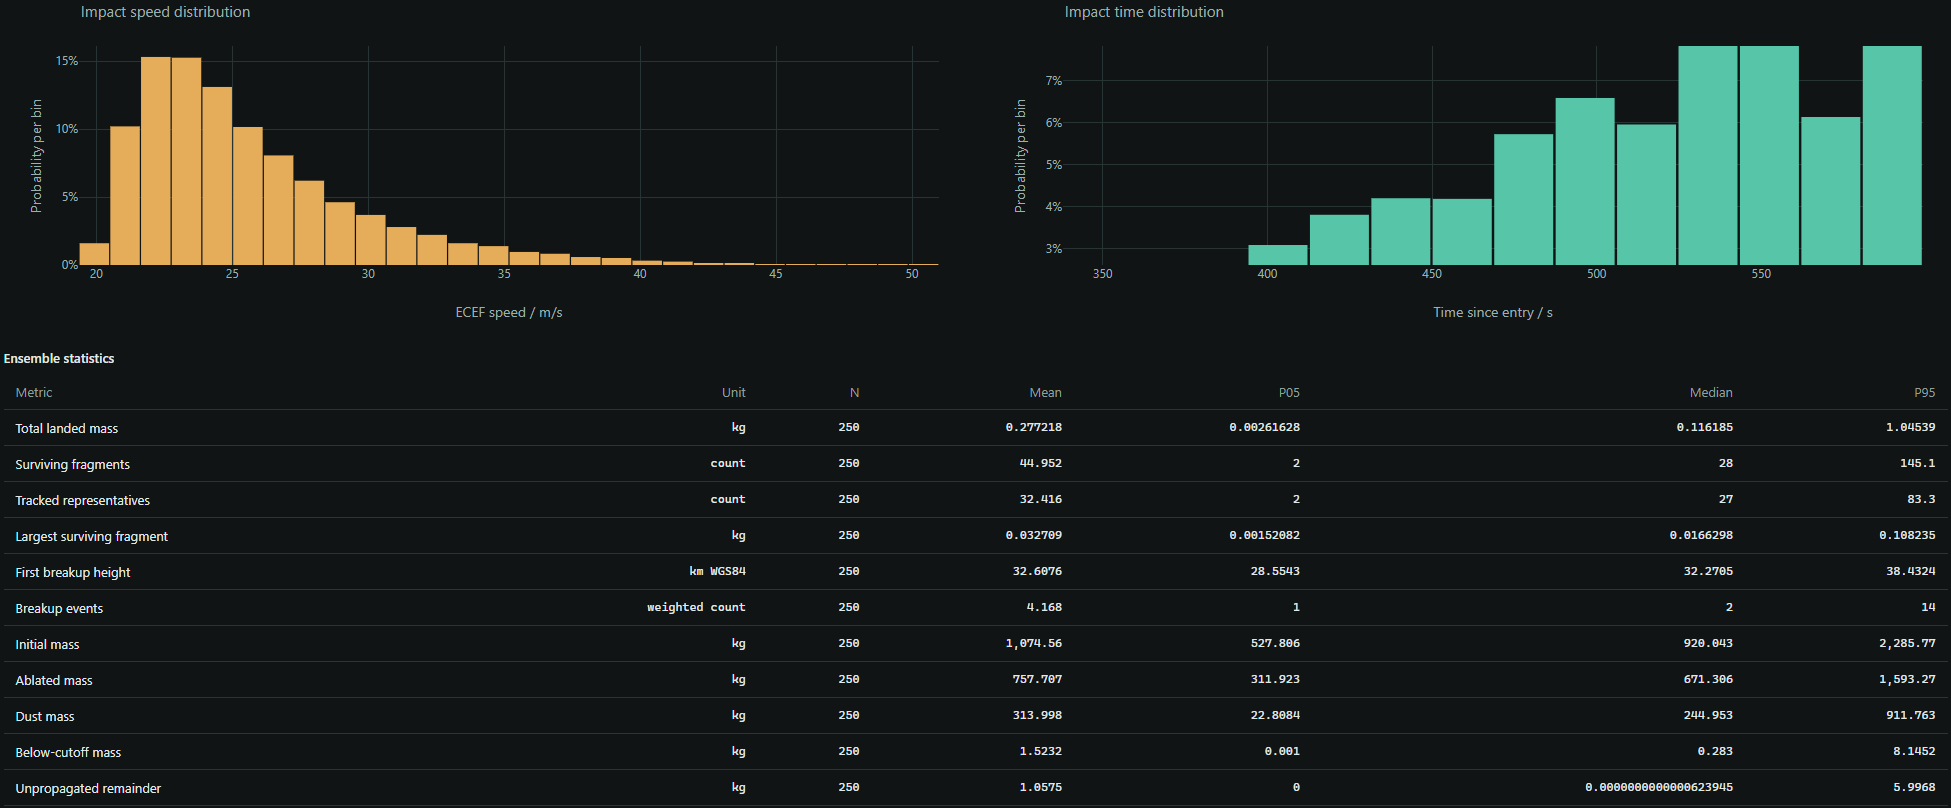 Impact speed distribution
Probability per bin
15%
10%
5%
0%
20 25 30 35 40 45 50
ECEF speed / m/s
Impact time distribution
Probability per bin
7%
6%
5%
4%
3%
350 400 450 500 550
Time since entry / s
Ensemble statistics
Metric Unit N Mean P05 Median P95
Total landed mass kg 250 0.277218 0.00261628 0.116185 1.04539
Surviving fragments count 250 44.952 2 28 145.1
Tracked representatives count 250 32.416 2 27 83.3
Largest surviving fragment kg 250 0.032709 0.00152082 0.0166298 0.108235
First breakup height km WGS84 250 32.6076 28.5543 32.2705 38.4324
Breakup events weighted count 250 4.168 1 2 14
Initial mass kg 250 1,074.56 527.806 920.043 2,285.77
Ablated mass kg 250 757.707 311.923 671.306 1,593.27
Dust mass kg 250 313.998 22.8084 244.953 911.763
Below-cutoff mass kg 250 1.5232 0.001 0.283 8.1452
Unpropagated remainder kg 250 1.0575 0 0.0000000000000623945 5.9968